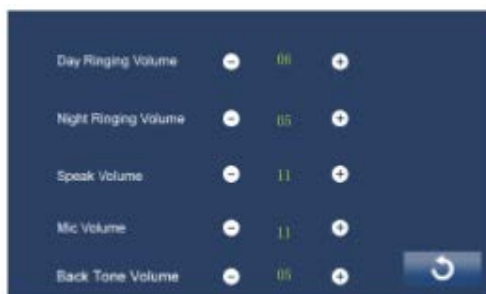 Day Ringing Volume 06
Night Ringing Volume 05
Speak Volume 11
Mic Volume 11
Back Tone Volume 05